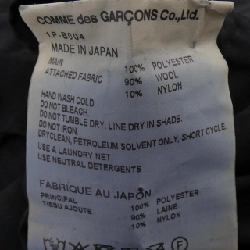 COMME des GARÇONS Co.,Ltd.
1P-B004
MADE IN JAPAN
MAIN 100% POLYESTER
ATTACHED FABRIC 90% WOOL
10% NYLON
HAND WASH COLD
DO NOT BLEACH
DO NOT TUMBLE DRY. LINE DRY IN SHADE.
DO NOT IRON
DRYCLEAN, PETROLEUM SOLVENT ONLY, SHORT CYCLE.
USE A LAUNDRY NET
USE NEUTRAL DETERGENTS
FABRIQUE AU JAPON
PRINCIPAL 100% POLYESTER
TISSU AJOUTE 90% LAINE
10% NYLON